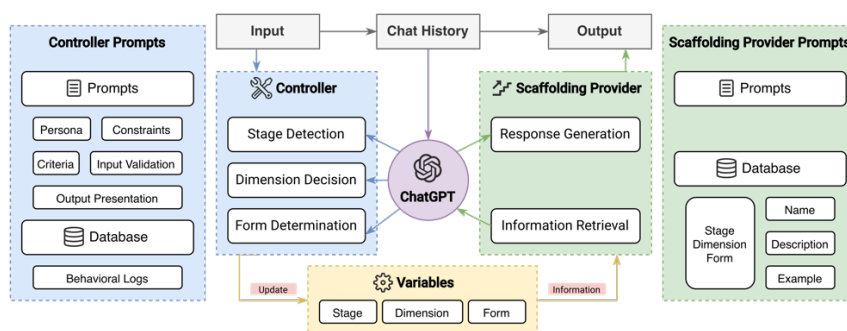 Controller Prompts
Prompts
Persona
Constraints
Criteria
Input Validation
Output Presentation
Database
Behavioral Logs
Input
Chat History
Output
Controller
Stage Detection
Dimension Decision
Form Determination
ChatGPT
Scaffolding Provider
Response Generation
Information Retrieval
Update
Variables
Stage
Dimension
Form
Information
Scaffolding Provider Prompts
Prompts
Database
Stage
Dimension
Form
Name
Description
Example